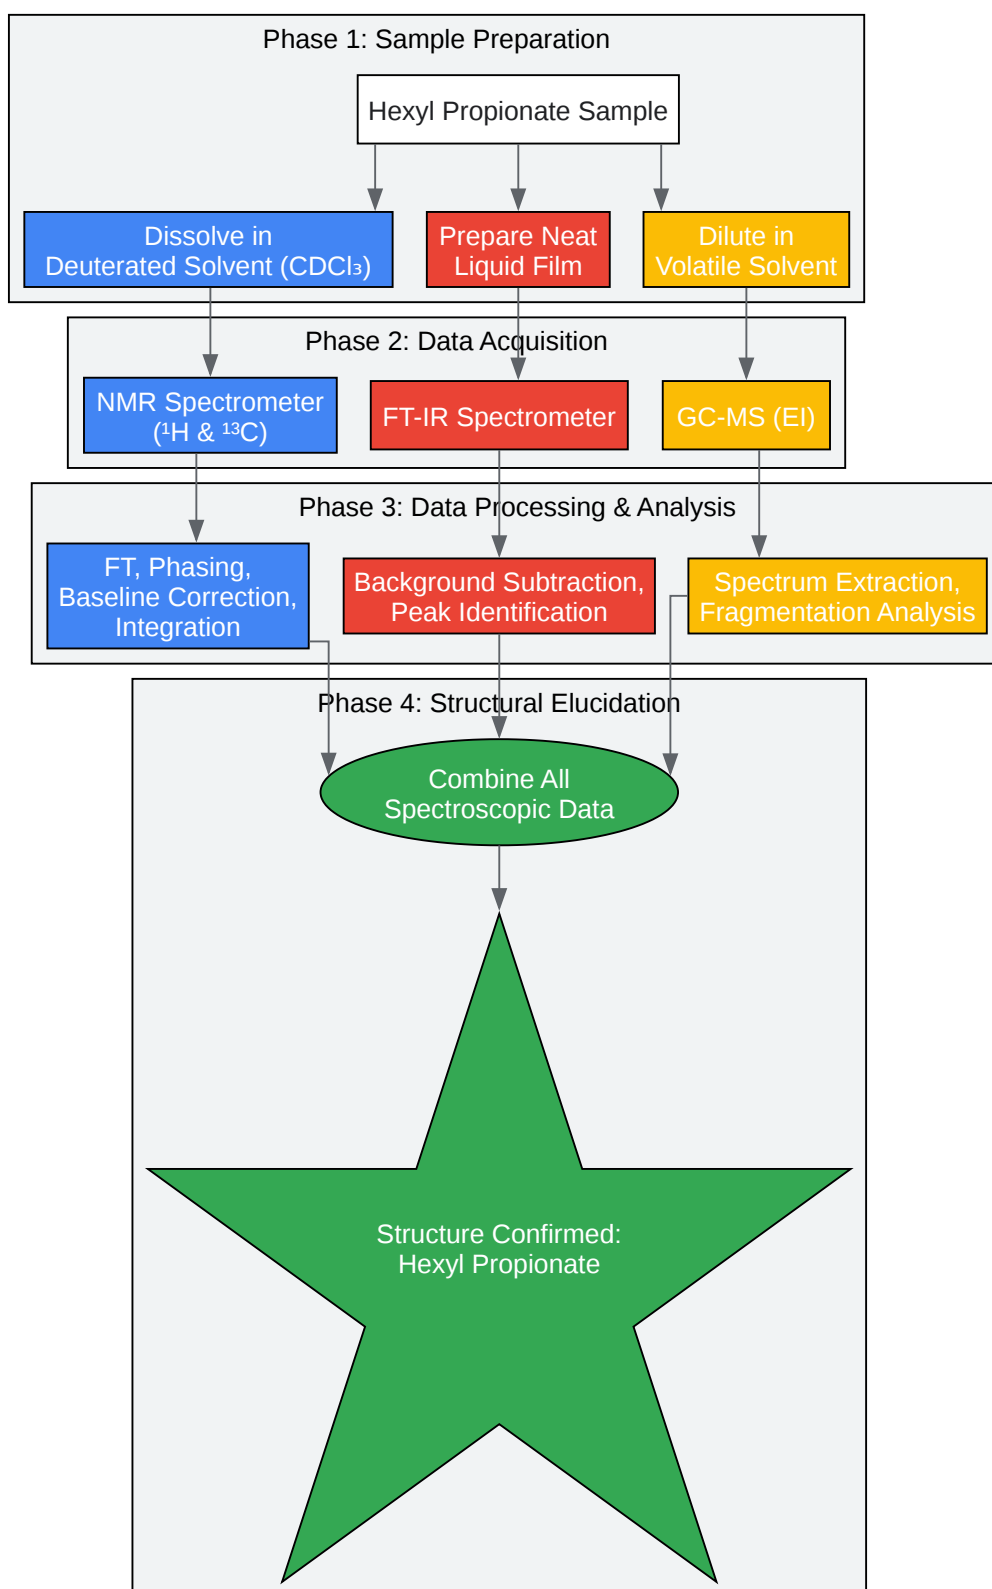 Phase 1: Sample Preparation
Hexyl Propionate Sample
Dissolve in
Deuterated Solvent (CDCl₃)
Prepare Neat
Liquid Film
Dilute in
Volatile Solvent
Phase 2: Data Acquisition
NMR Spectrometer
(¹H & ¹³C)
FT-IR Spectrometer
GC-MS (EI)
Phase 3: Data Processing & Analysis
FT, Phasing,
Baseline Correction,
Integration
Background Subtraction,
Peak Identification
Spectrum Extraction,
Fragmentation Analysis
Phase 4: Structural Elucidation
Combine All
Spectroscopic Data
Structure Confirmed:
Hexyl Propionate